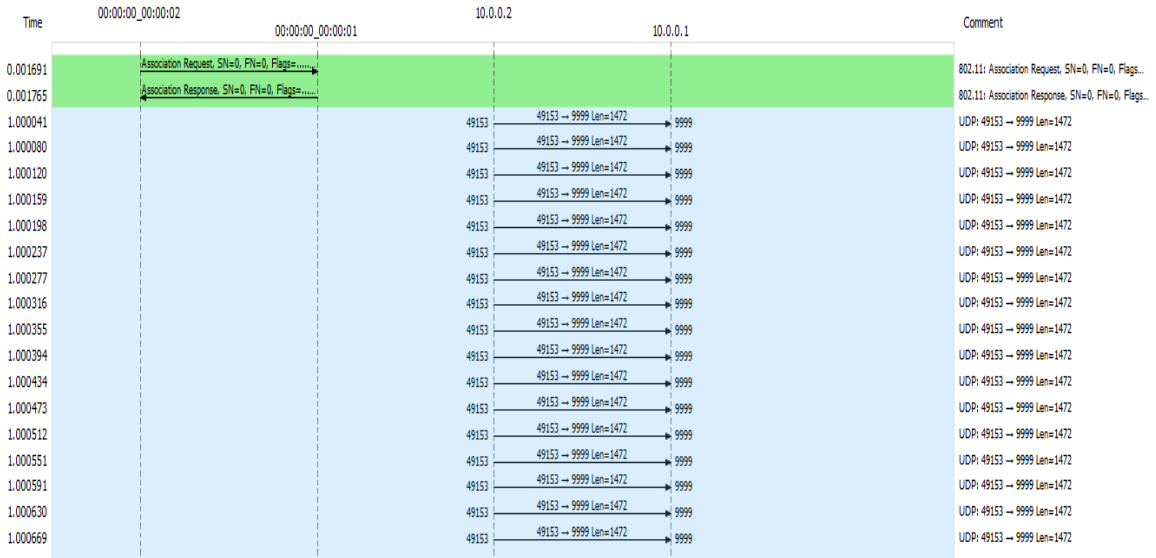 Time 00:00:00_00:00:02 00:00:00_00:00:01 10.0.0.2 10.0.0.1 Comment
0.001691 Association Request, SN=0, FN=0, Flags=...... 802.11: Association Request, SN=0, FN=0, Flags...
0.001765 Association Response, SN=0, FN=0, Flags=..... 802.11: Association Response, SN=0, FN=0, Flags...
1.000041 49153 49153 → 9999 Len=1472 9999 UDP: 49153 → 9999 Len=1472
1.000080 49153 49153 → 9999 Len=1472 9999 UDP: 49153 → 9999 Len=1472
1.000120 49153 49153 → 9999 Len=1472 9999 UDP: 49153 → 9999 Len=1472
1.000159 49153 49153 → 9999 Len=1472 9999 UDP: 49153 → 9999 Len=1472
1.000198 49153 49153 → 9999 Len=1472 9999 UDP: 49153 → 9999 Len=1472
1.000237 49153 49153 → 9999 Len=1472 9999 UDP: 49153 → 9999 Len=1472
1.000277 49153 49153 → 9999 Len=1472 9999 UDP: 49153 → 9999 Len=1472
1.000316 49153 49153 → 9999 Len=1472 9999 UDP: 49153 → 9999 Len=1472
1.000355 49153 49153 → 9999 Len=1472 9999 UDP: 49153 → 9999 Len=1472
1.000394 49153 49153 → 9999 Len=1472 9999 UDP: 49153 → 9999 Len=1472
1.000434 49153 49153 → 9999 Len=1472 9999 UDP: 49153 → 9999 Len=1472
1.000473 49153 49153 → 9999 Len=1472 9999 UDP: 49153 → 9999 Len=1472
1.000512 49153 49153 → 9999 Len=1472 9999 UDP: 49153 → 9999 Len=1472
1.000551 49153 49153 → 9999 Len=1472 9999 UDP: 49153 → 9999 Len=1472
1.000591 49153 49153 → 9999 Len=1472 9999 UDP: 49153 → 9999 Len=1472
1.000630 49153 49153 → 9999 Len=1472 9999 UDP: 49153 → 9999 Len=1472
1.000669 49153 49153 → 9999 Len=1472 9999 UDP: 49153 → 9999 Len=1472